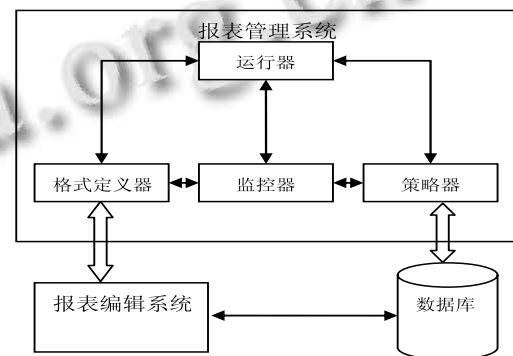 报表管理系统
运行器
格式定义器
监控器
策略器
报表编辑系统
数据库